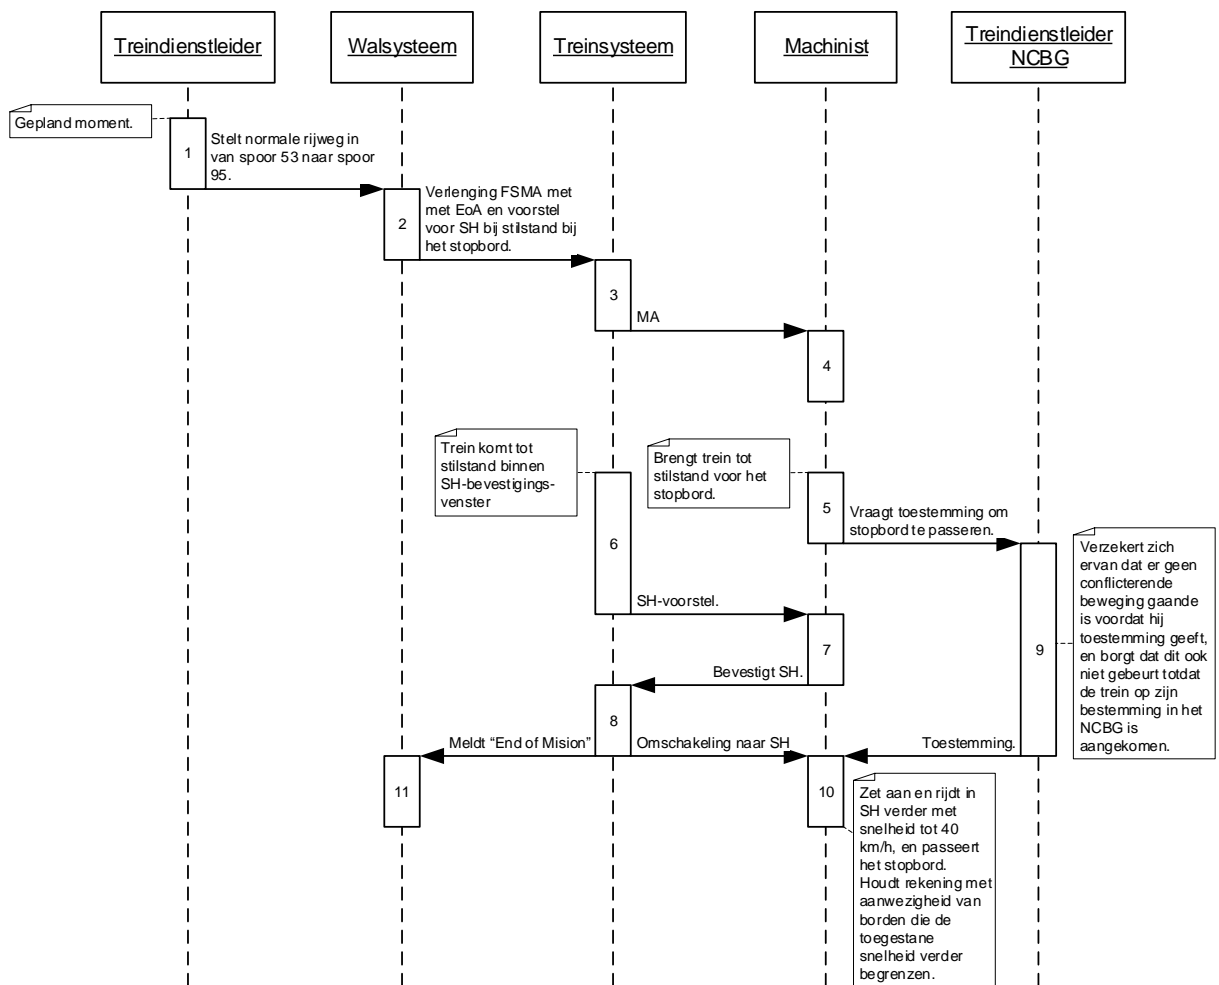 Treindienstleider
Walsysteem
Treinsysteem
Machinist
Treindienstleider
NCBG
Gepland moment.
1
Stelt normale rijweg in
van spoor 53 naar spoor
95.
2
Verlenging FSMA met
met EoA en voorstel
voor SH bij stilstand bij
het stopbord.
3
MA
4
Trein komt tot
stilstand binnen
SH-bevestigings-
venster
Brengt trein tot
stilstand voor het
stopbord.
5
Vraagt toestemming om
stopbord te passeren.
6
SH-voorstel.
7
Verzekert zich
ervan dat er geen
conflicterende
beweging gaande
is voordat hij
toestemming geeft,
en borgt dat dit ook
niet gebeurt totdat
de trein op zijn
bestemming in het
NCBG is
aangekomen.
9
Bevestigt SH.
8
Meldt “End of Mision”
Omschakeling naar SH
Toestemming.
11
10
Zet aan en rijdt in
SH verder met
snelheid tot 40
km/h, en passeert
het stopbord.
Houdt rekening met
aanwezigheid van
borden die de
toegestane
snelheid verder
begrenzen.